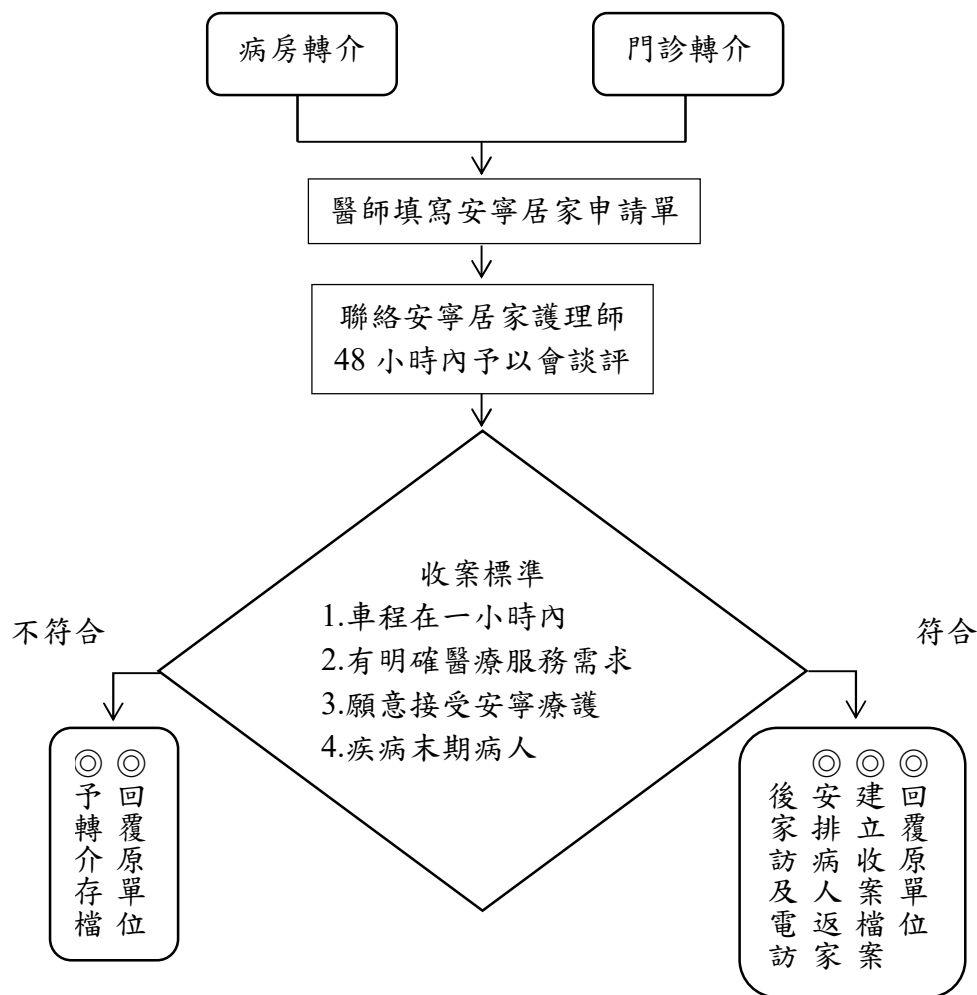 病房轉介
門診轉介
醫師填寫安寧居家申請單
聯絡安寧居家護理師
48 小時內予以會談評
收案標準
1.車程在一小時內
2.有明確醫療服務需求
3.願意接受安寧療護
4.疾病末期病人
不符合
符合
◎回覆原單位
◎予轉介存檔
◎回覆原單位
◎建立收案檔案
◎安排病人返家
後家訪及電訪